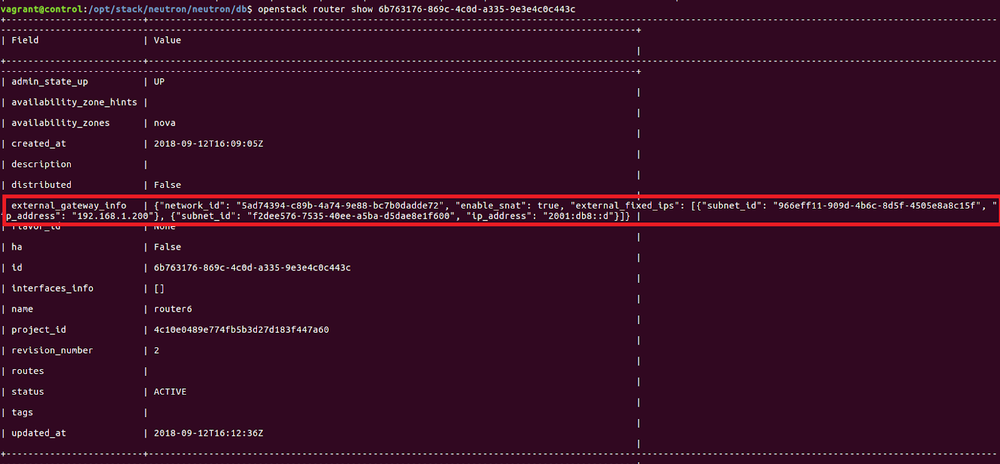 vagrant@control:/opt/stack/neutron/neutron/db$ openstack router show 6b763176-869c-4c0d-a335-9e3e4c0c443c
| Field | Value |
| admin_state_up | UP |
| availability_zone_hints | |
| availability_zones | nova |
| created_at | 2018-09-12T16:09:05Z |
| description | |
| distributed | False |
external_gateway_info | {"network_id": "5ad74394-c89b-4a74-9e88-bc7b0dadde72", "enable_snat": true, "external_fixed_ips": [{"subnet_id": "966eff11-909d-4b6c-8d5f-4505e8a8c15f", "
p_address": "192.168.1.200"}, {"subnet_id": "f2dee576-7535-40ee-a5ba-d5dae8e1f600", "ip_address": "2001:db8::d"}]} |
| flavor_id | None |
| ha | False |
| id | 6b763176-869c-4c0d-a335-9e3e4c0c443c |
| interfaces_info | [] |
| name | router6 |
| project_id | 4c10e0489e774fb5b3d27d183f447a60 |
| revision_number | 2 |
| routes | |
| status | ACTIVE |
| tags | |
| updated_at | 2018-09-12T16:12:36Z |